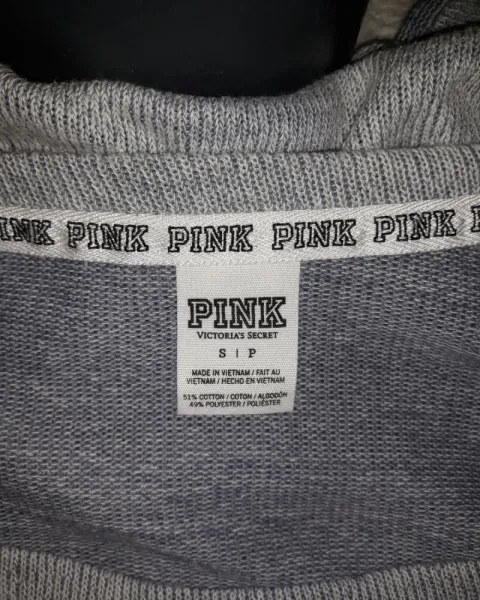 PINK PINK PINK PINK PINK
PINK
VICTORIA'S SECRET
S | P
MADE IN VIETNAM / FAIT AU
VIETNAM / HECHO EN VIETNAM
51% COTTON / COTON / ALGODÓN
49% POLYESTER / POLIÉSTER